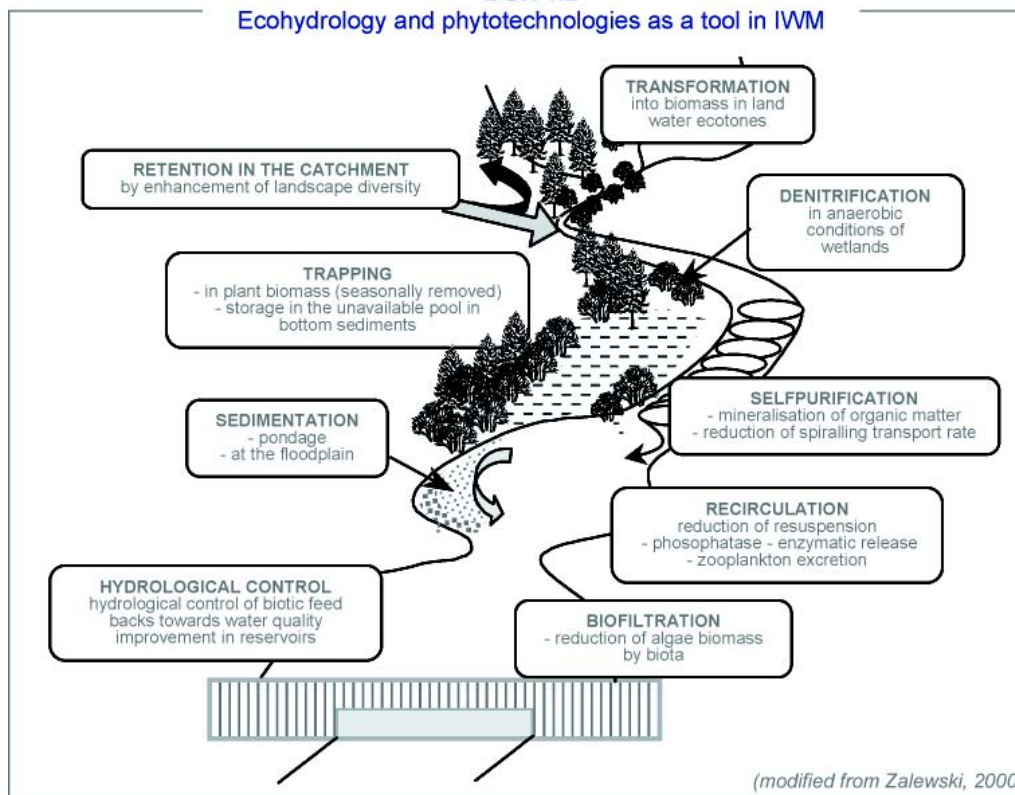 Ecohydrology and phytotechnologies as a tool in IWM
TRANSFORMATION
into biomass in land
water ecotones
RETENTION IN THE CATCHMENT
by enhancement of landscape diversity
DENITRIFICATION
in anaerobic
conditions of
wetlands
TRAPPING
- in plant biomass (seasonally removed)
- storage in the unavailable pool in
bottom sediments
SELFPURIFICATION
- mineralisation of organic matter
- reduction of spiralling transport rate
SEDIMENTATION
- pondage
- at the floodplain
RECIRCULATION
reduction of resuspension
- phosophatase - enzymatic release
- zooplankton excretion
HYDROLOGICAL CONTROL
hydrological control of biotic feed
backs towards water quality
improvement in reservoirs
BIOFILTRATION
- reduction of algae biomass
by biota
(modified from Zalewski, 2000